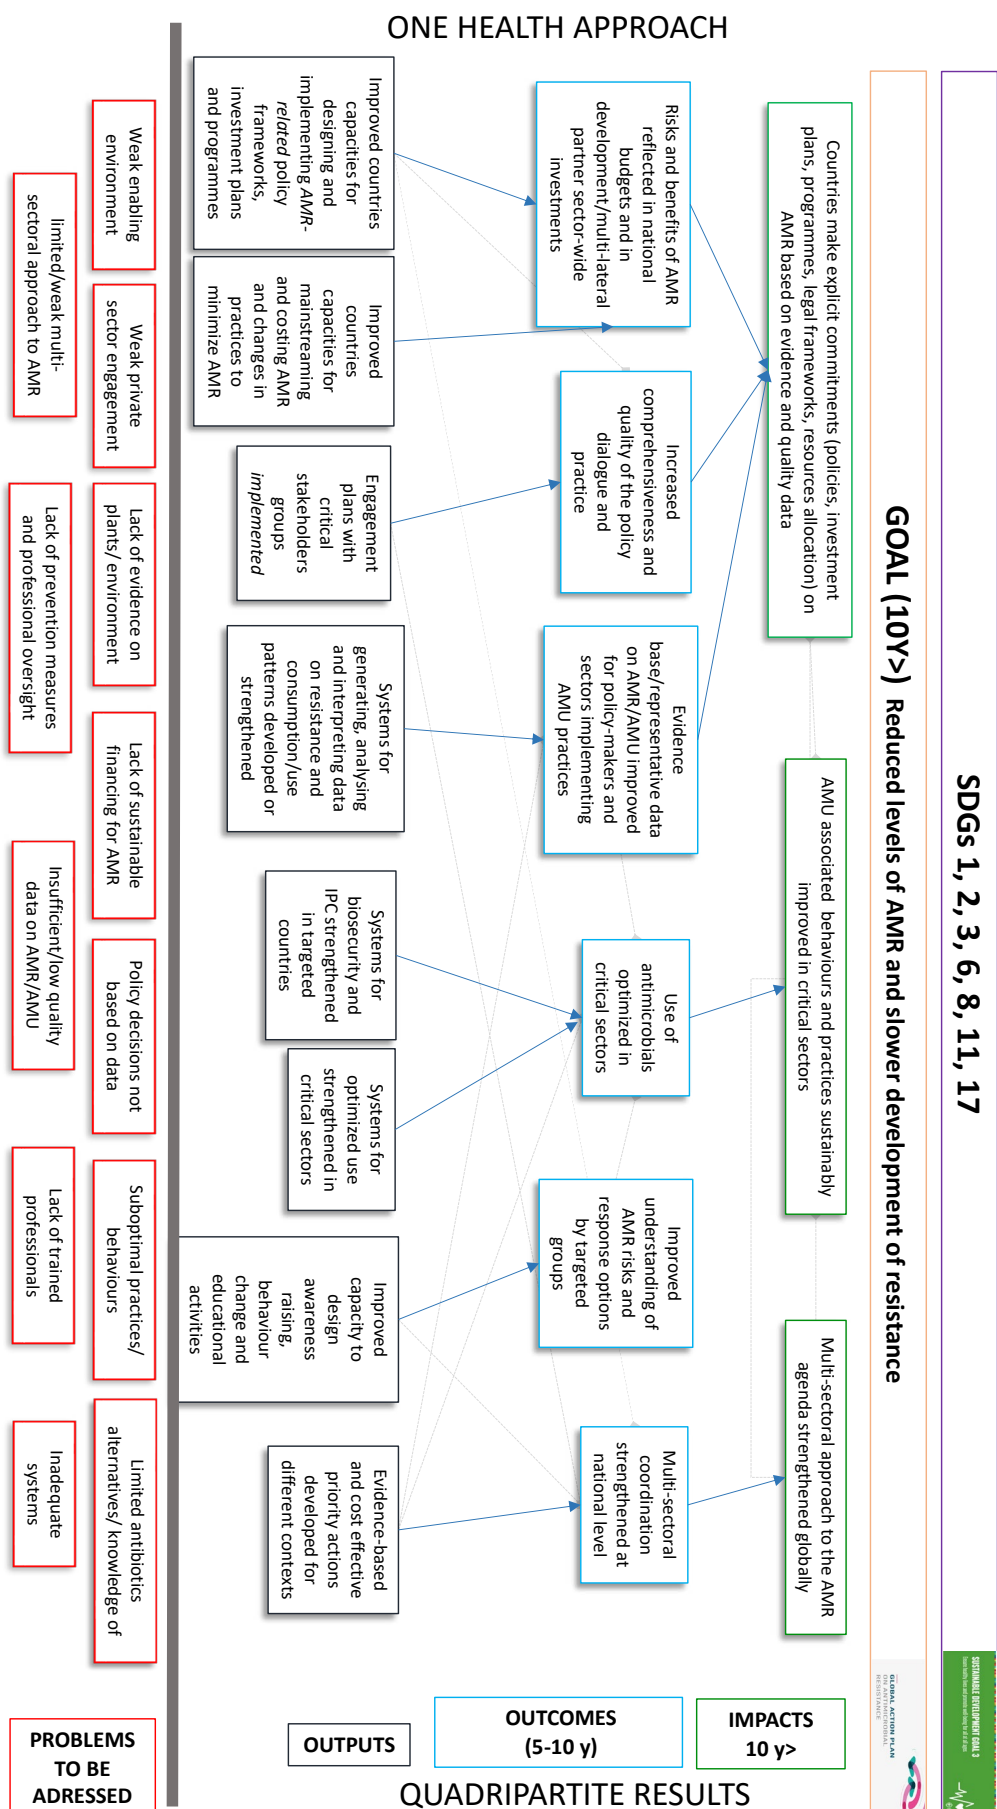 ONE HEALTH APPROACH
SDGs 1, 2, 3, 6, 8, 11, 17
SUSTAINABLE DEVELOPMENT GOAL 3
GOAL (10Y>) Reduced levels of AMR and slower development of resistance
GLOBAL ACTION PLAN
ON ANTIMICROBIAL
RESISTANCE
Countries make explicit commitments (policies, investment
plans, programmes, legal frameworks, resources allocation) on
AMR based on evidence and quality data
AMU associated behaviours and practices sustainably
improved in critical sectors
Multi-sectoral approach to the AMR
agenda strengthened globally
IMPACTS
10 y>
Risks and benefits of AMR
reflected in national
budgets and in
development/multi-lateral
partner sector-wide
investments
Increased
comprehensiveness and
quality of the policy
dialogue and
practice
Evidence
base/representative data
on AMR/AMU improved
for policy-makers and
sectors implementing
AMU practices
Use of
antimicrobials
optimized in
critical sectors
Improved
understanding of
AMR risks and
response options
by targeted
groups
Multi-sectoral
coordination
strengthened at
national level
OUTCOMES
(5-10 y)
Improved countries
capacities for
designing and
implementing AMR-
related policy
frameworks,
investment plans
and programmes
Improved
countries
capacities for
mainstreaming
and costing AMR
and changes in
practices to
minimize AMR
Engagement
plans with
critical
stakeholders
groups
implemented
Systems for
generating, analysing
and interpreting data
on resistance and
consumption/use
patterns developed or
strengthened
Systems for
biosecurity and
IPC strengthened
in targeted
countries
Systems for
optimized use
strengthened in
critical sectors
Improved
capacity to
design
awareness
raising,
behaviour
change and
educational
activities
Evidence-based
and cost effective
priority actions
developed for
different contexts
OUTPUTS
QUADRIPARTITE RESULTS
Weak enabling
environment
Weak private
sector engagement
Lack of evidence on
plants/ environment
Lack of sustainable
financing for AMR
Policy decisions not
based on data
Suboptimal practices/
behaviours
Limited antibiotics
alternatives/ knowledge of
limited/weak multi-
sectoral approach to AMR
Lack of prevention measures
and professional oversight
Insufficient/low quality
data on AMR/AMU
Lack of trained
professionals
Inadequate
systems
PROBLEMS
TO BE
ADRESSED